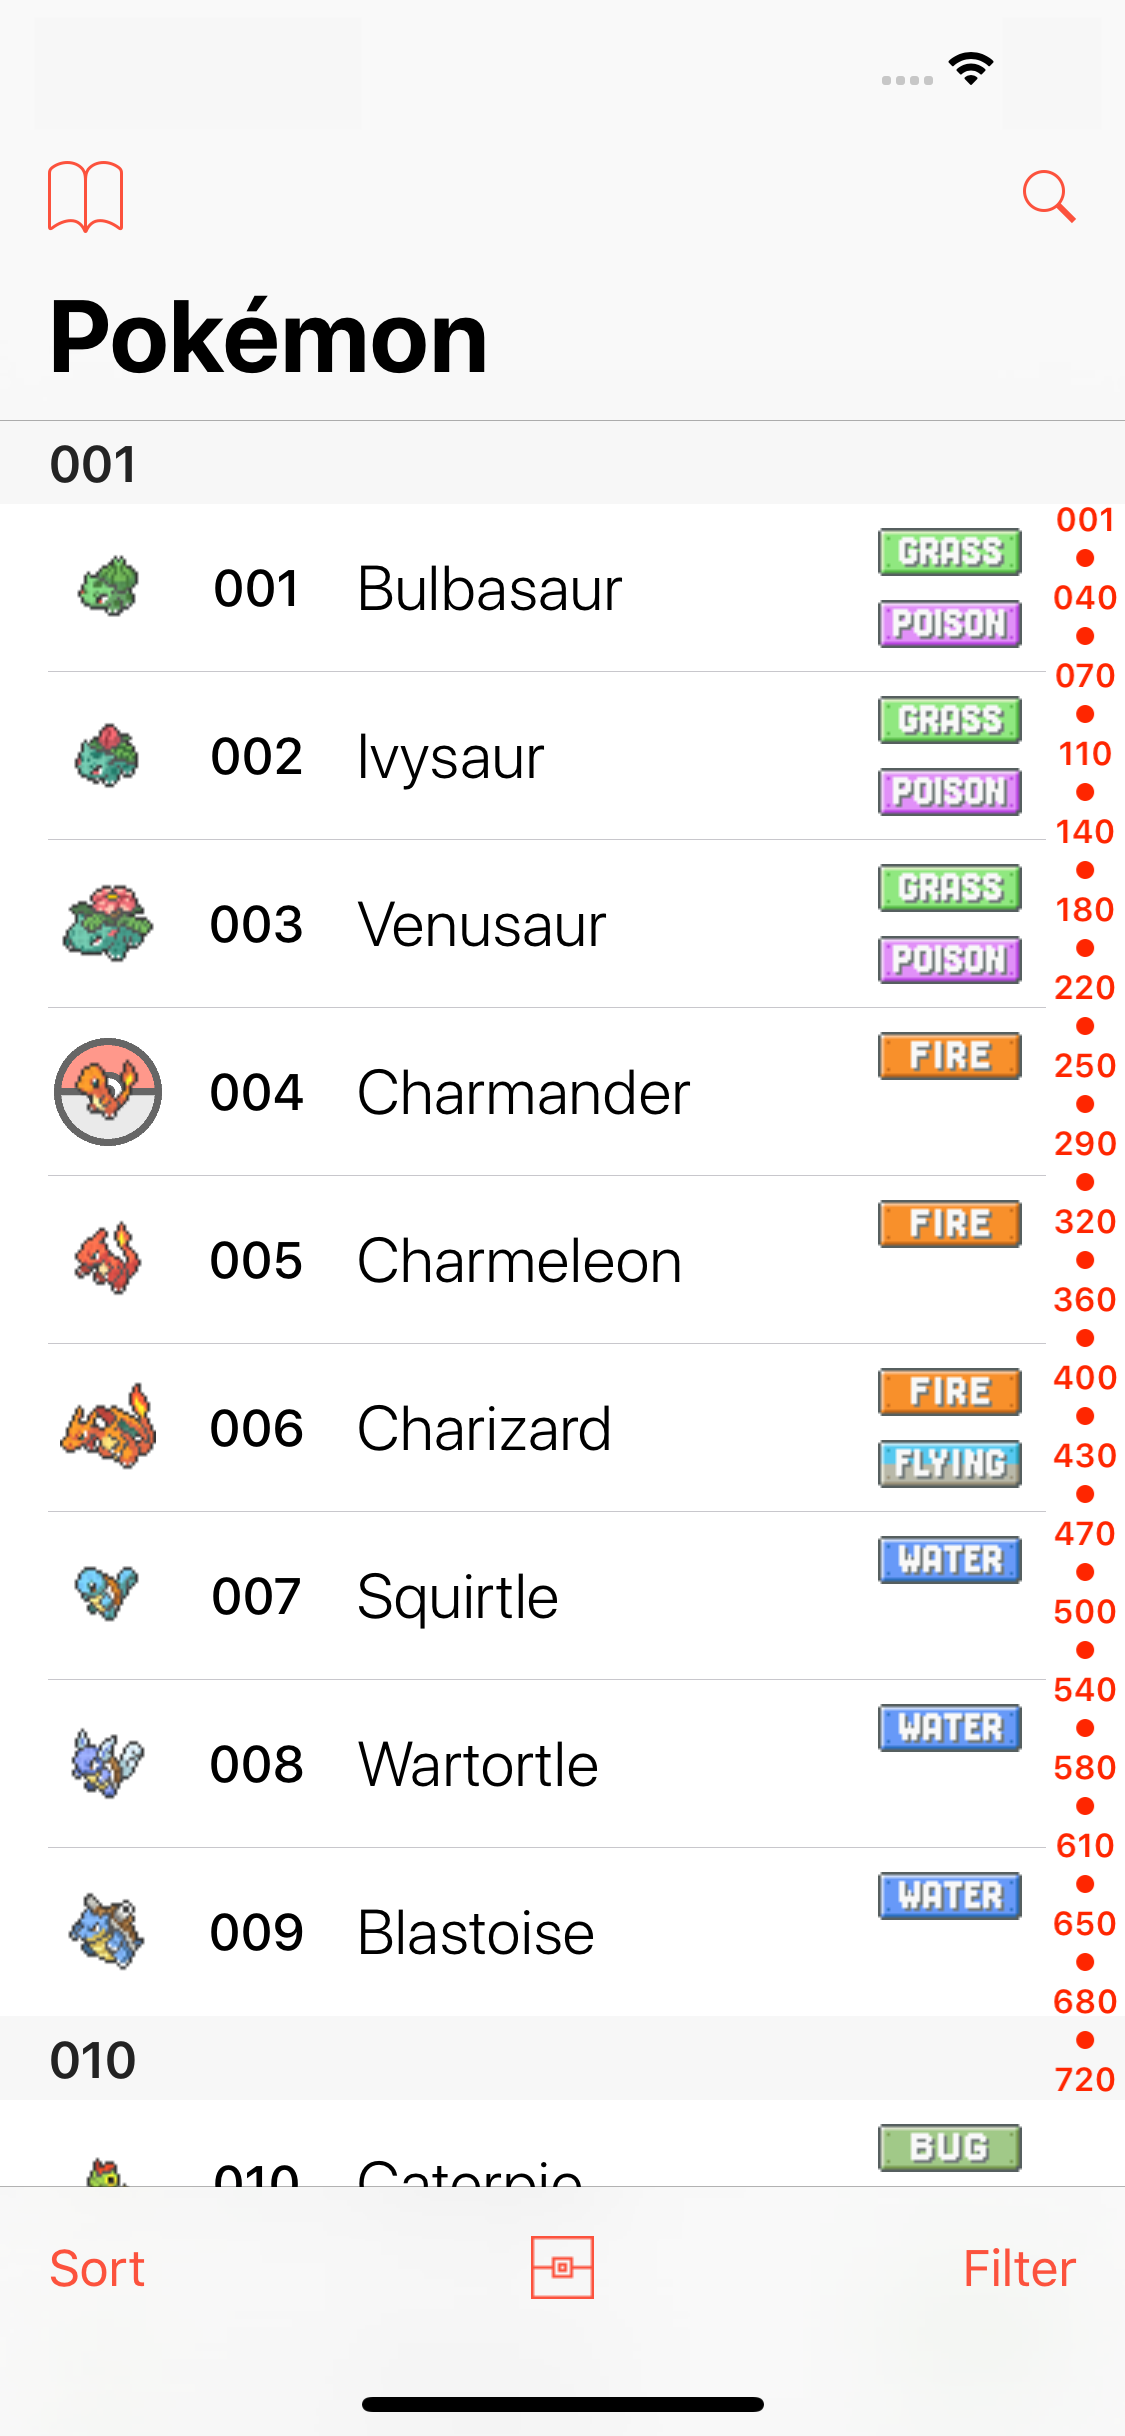 Pokémon
001
001 Bulbasaur GRASS POISON
002 Ivysaur GRASS POISON
003 Venusaur GRASS POISON
004 Charmander FIRE
005 Charmeleon FIRE
006 Charizard FIRE FLYING
007 Squirtle WATER
008 Wartortle WATER
009 Blastoise WATER
010
010 Caterpie BUG
001
040
070
110
140
180
220
250
290
320
360
400
430
470
500
540
580
610
650
680
720
Sort
Filter